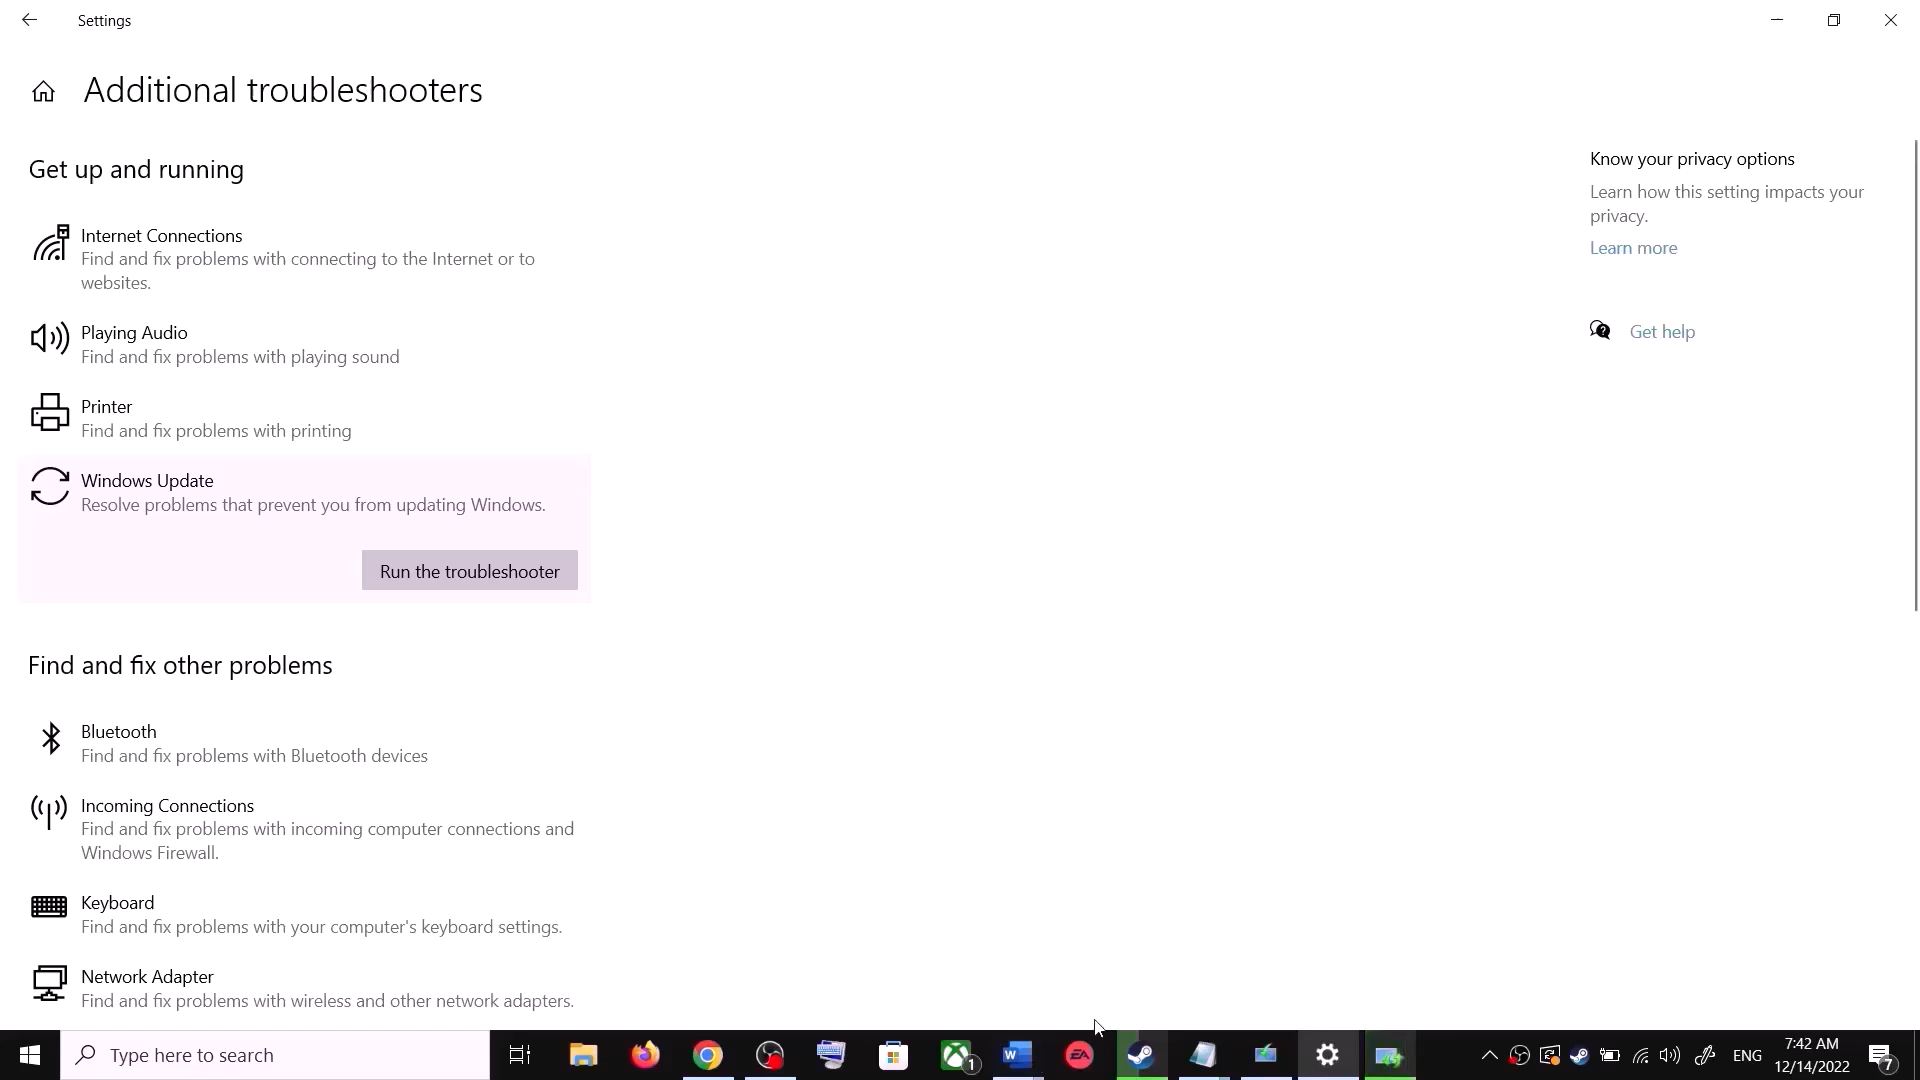 Settings
Additional troubleshooters
Get up and running
Internet Connections
Find and fix problems with connecting to the Internet or to
websites.
Playing Audio
Find and fix problems with playing sound
Printer
Find and fix problems with printing
Windows Update
Resolve problems that prevent you from updating Windows.
Run the troubleshooter
Find and fix other problems
Bluetooth
Find and fix problems with Bluetooth devices
Incoming Connections
Find and fix problems with incoming computer connections and
Windows Firewall.
Keyboard
Find and fix problems with your computer's keyboard settings.
Network Adapter
Find and fix problems with wireless and other network adapters.
Know your privacy options
Learn how this setting impacts your
privacy.
Learn more
Get help
Type here to search
1
W
EA
ENG
7:42 AM
12/14/2022
7